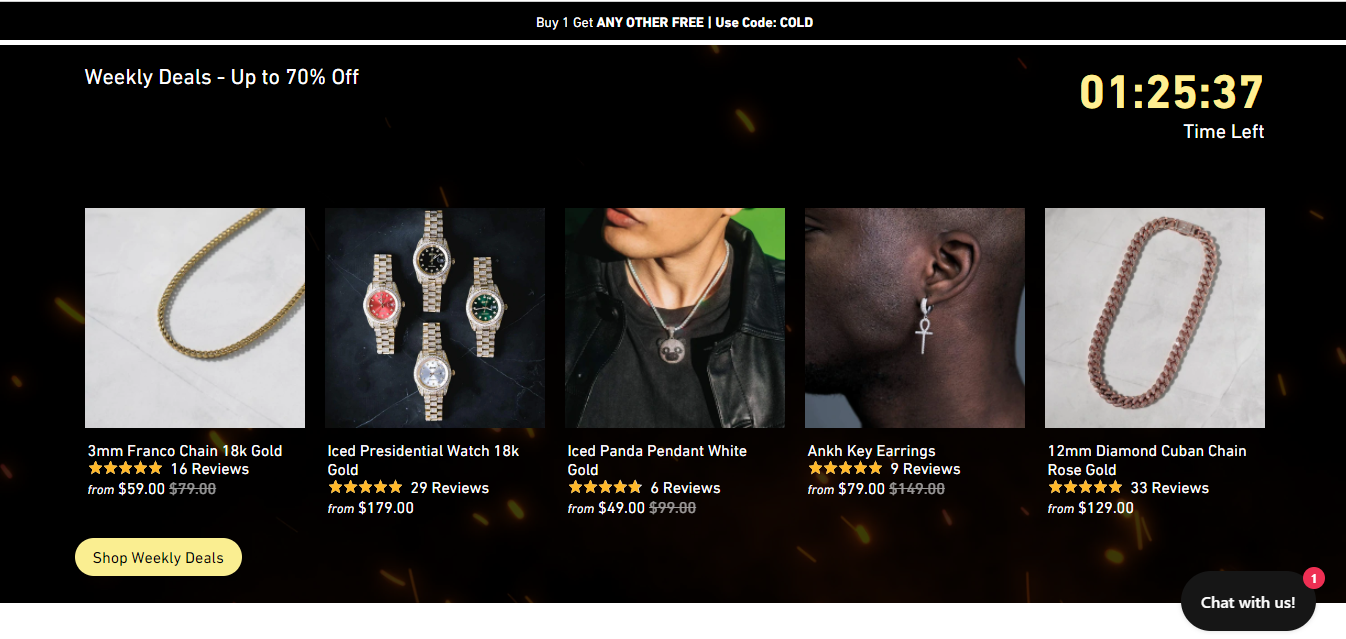 Buy 1 Get ANY OTHER FREE | Use Code: COLD
Weekly Deals - Up to 70% Off
01:25:37
Time Left
3mm Franco Chain 18k Gold
16 Reviews
from $59.00 $79.00
Iced Presidential Watch 18k
Gold
29 Reviews
from $179.00
Iced Panda Pendant White
Gold
6 Reviews
from $49.00 $99.00
Ankh Key Earrings
9 Reviews
from $79.00 $149.00
12mm Diamond Cuban Chain
Rose Gold
33 Reviews
from $129.00
Shop Weekly Deals
1
Chat with us!